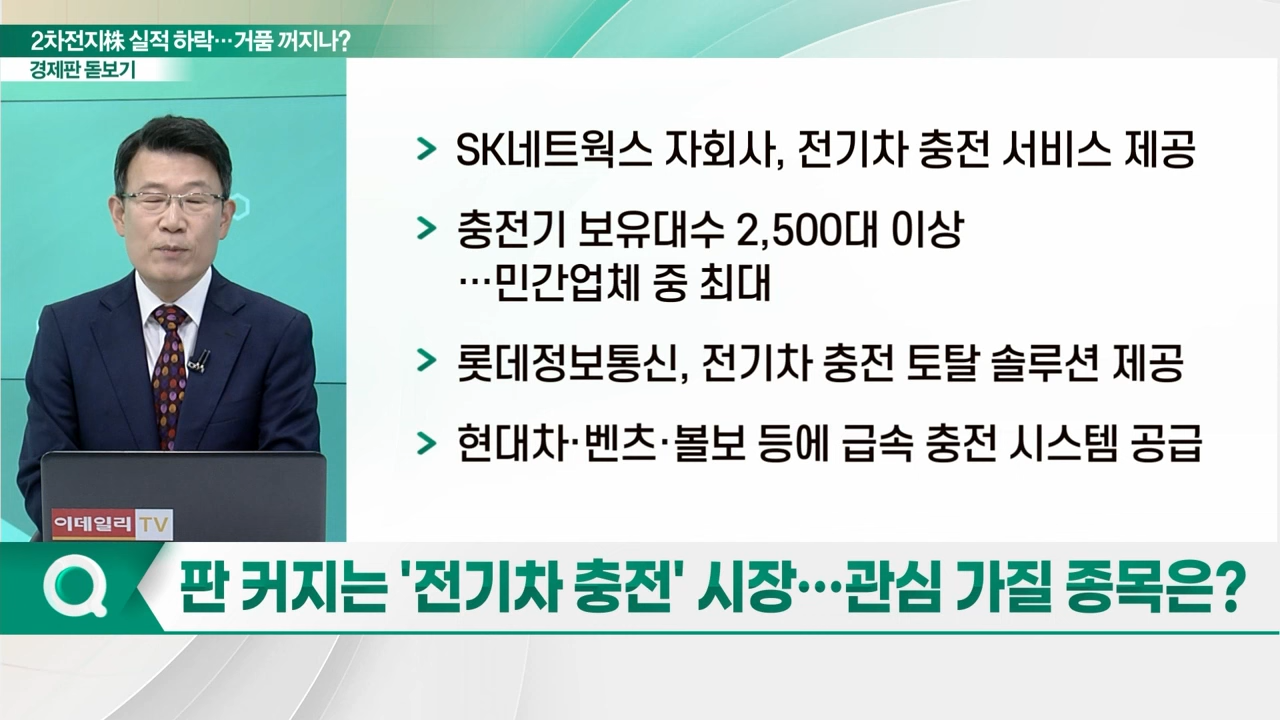 2차전지株 실적 하락…거품 꺼지나?
경제판 돋보기
> SK네트웍스 자회사, 전기차 충전 서비스 제공
> 충전기 보유대수 2,500대 이상
…민간업체 중 최대
> 롯데정보통신, 전기차 충전 토탈 솔루션 제공
> 현대차·벤츠·볼보 등에 급속 충전 시스템 공급
이데일리 TV
Q 판 커지는 '전기차 충전' 시장…관심 가질 종목은?